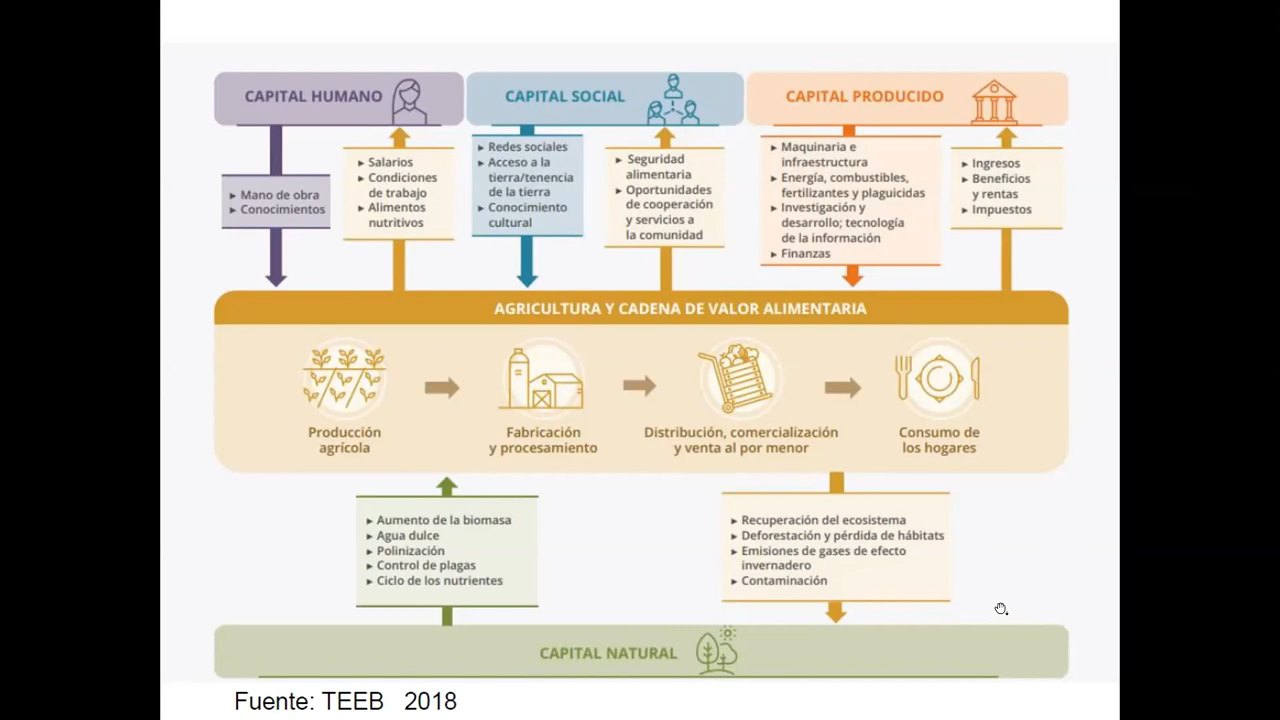 CAPITAL HUMANO
CAPITAL SOCIAL
CAPITAL PRODUCIDO
Mano de obra
Conocimientos
Salarios
Condiciones
de trabajo
Alimentos
nutritivos
Redes sociales
Acceso a la
tierra/tenencia
de la tierra
Conocimiento
cultural
Seguridad
alimentaria
Oportunidades
de cooperación
y servicios a
la comunidad
Maquinaria e
infraestructura
Energía, combustibles,
fertilizantes y plaguicidas
Investigación y
desarrollo; tecnología
de la información
Finanzas
Ingresos
Beneficios
y rentas
Impuestos
AGRICULTURA Y CADENA DE VALOR ALIMENTARIA
Producción
agrícola
Fabricación
y procesamiento
Distribución, comercialización
y venta al por menor
Consumo de
los hogares
Aumento de la biomasa
Agua dulce
Polinización
Control de plagas
Ciclo de los nutrientes
Recuperación del ecosistema
Deforestación y pérdida de hábitats
Emisiones de gases de efecto
invernadero
Contaminación
CAPITAL NATURAL
Fuente: TEEB 2018